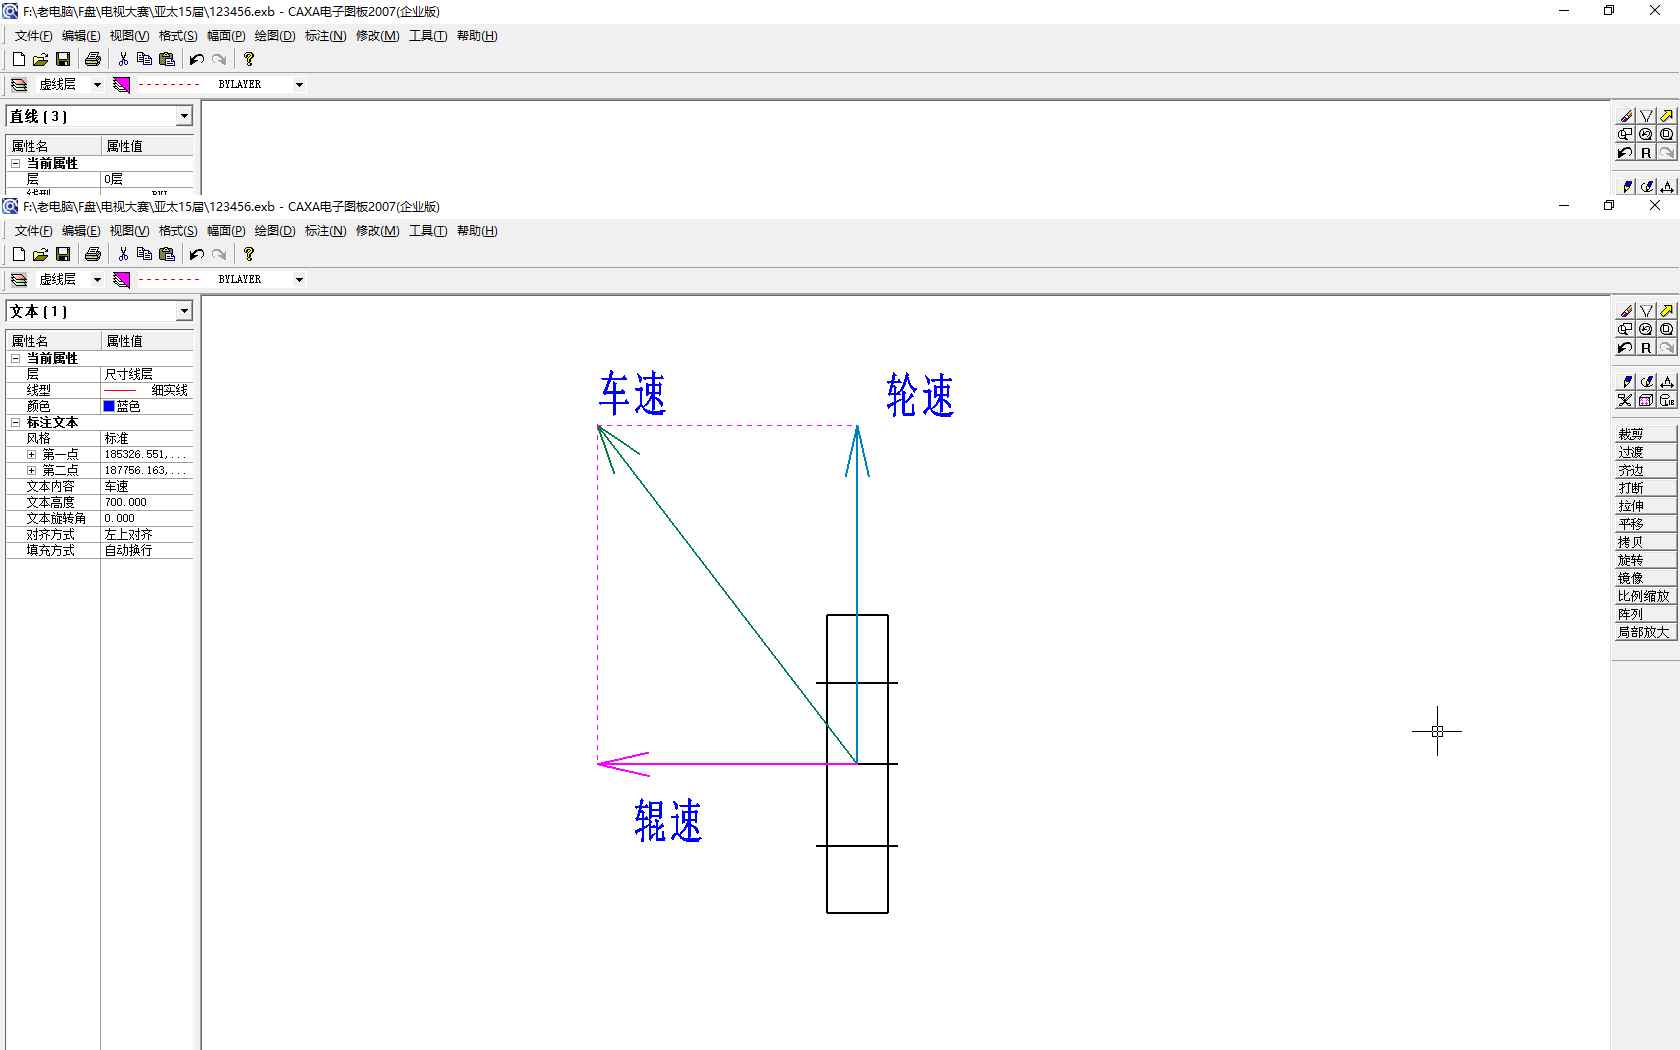 F:\老电脑\F盘\电视大赛\亚太15届\123456.exb - CAXA电子图板2007(企业版)
文件(F) 编辑(E) 视图(V) 格式(S) 幅面(P) 绘图(D) 标注(N) 修改(M) 工具(T) 帮助(H)
虚线层 BYLAYER
直线 (3)
属性名 属性值
当前属性
层 0层
R
F:\老电脑\F盘\电视大赛\亚太15届\123456.exb - CAXA电子图板2007(企业版)
文件(F) 编辑(E) 视图(V) 格式(S) 幅面(P) 绘图(D) 标注(N) 修改(M) 工具(T) 帮助(H)
虚线层 BYLAYER
文本 (1)
属性名 属性值
当前属性
层 尺寸线层
线型 细实线
颜色 蓝色
标注文本
风格 标准
第一点 185326.551,...
第二点 187756.163,...
文本内容 车速
文本高度 700.000
文本旋转角 0.000
对齐方式 左上对齐
填充方式 自动换行
车速
轮速
辊速
R
裁剪
过渡
齐边
打断
拉伸
平移
拷贝
旋转
镜像
比例缩放
阵列
局部放大